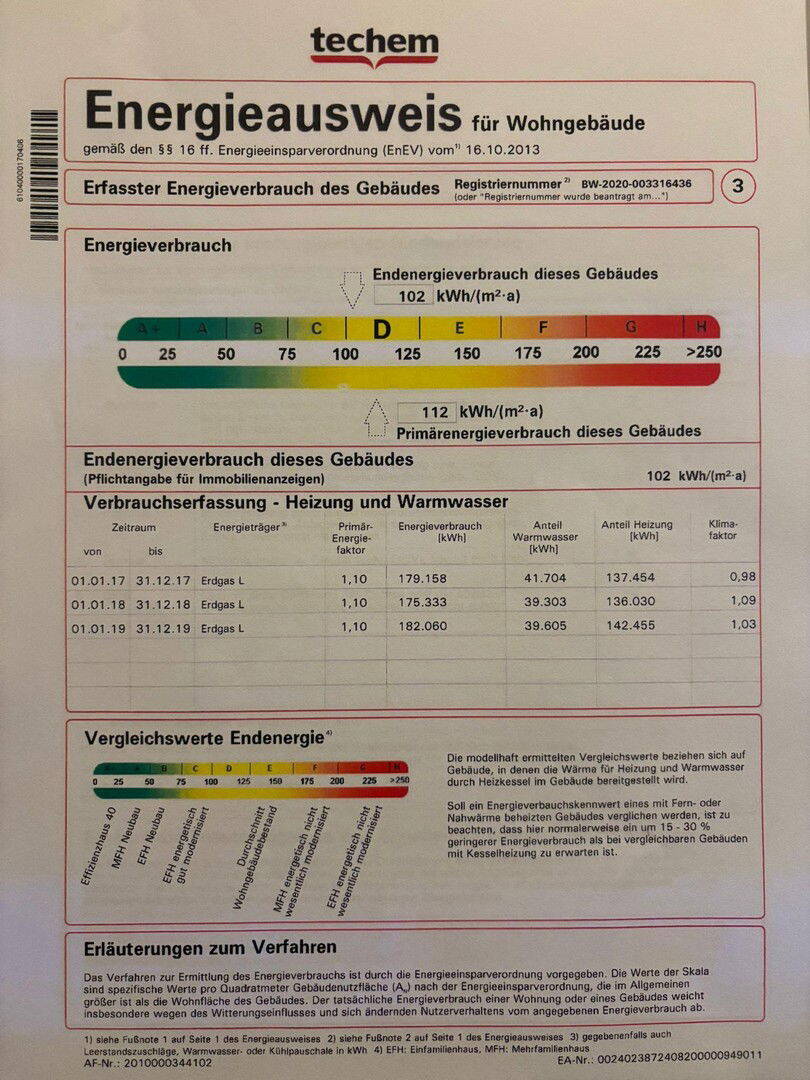 techem
Energieausweis für Wohngebäude
gemäß den §§ 16 ff. Energieeinsparverordnung (EnEV) vom¹⁾ 16.10.2013
61040000170406
Erfasster Energieverbrauch des Gebäudes
Registriernummer ²⁾ BW-2020-003316436
(oder "Registriernummer wurde beantragt am...")
3
Energieverbrauch
Endenergieverbrauch dieses Gebäudes
102 kWh/(m²·a)
A+ A B C D E F G H
0 25 50 75 100 125 150 175 200 225 >250
112 kWh/(m²·a)
Primärenergieverbrauch dieses Gebäudes
Endenergieverbrauch dieses Gebäudes
(Pflichtangabe für Immobilienanzeigen)
102 kWh/(m²·a)
Verbrauchserfassung - Heizung und Warmwasser
Zeitraum Energieträger³⁾ Primär- Energieverbrauch Anteil Anteil Heizung Klima-
Energie- [kWh] Warmwasser [kWh] faktor
von bis faktor [kWh]
01.01.17 31.12.17 Erdgas L 1,10 179.158 41.704 137.454 0,98
01.01.18 31.12.18 Erdgas L 1,10 175.333 39.303 136.030 1,09
01.01.19 31.12.19 Erdgas L 1,10 182.060 39.605 142.455 1,03
Vergleichswerte Endenergie⁴⁾
B C D E F G H
0 25 50 75 100 125 150 175 200 225 >250
Effizienzhaus 40
MFH Neubau
EFH Neubau
EFH energetisch
gut modernisiert
Durchschnitt
Wohngebäudebestand
MFH energetisch nicht
wesentlich modernisiert
EFH energetisch nicht
wesentlich modernisiert
Die modellhaft ermittelten Vergleichswerte beziehen sich auf
Gebäude, in denen die Wärme für Heizung und Warmwasser
durch Heizkessel im Gebäude bereitgestellt wird.
Soll ein Energieverbauchskennwert eines mit Fern- oder
Nahwärme beheizten Gebäudes verglichen werden, ist zu
beachten, dass hier normalerweise ein um 15 - 30 %
geringerer Energieverbrauch als bei vergleichbaren Gebäuden
mit Kesselheizung zu erwarten ist.
Erläuterungen zum Verfahren
Das Verfahren zur Ermittlung des Energieverbrauchs ist durch die Energieeinsparverordnung vorgegeben. Die Werte der Skala
sind spezifische Werte pro Quadratmeter Gebäudenutzfläche (A_N) nach der Energieeinsparverordnung, die im Allgemeinen
größer ist als die Wohnfläche des Gebäudes. Der tatsächliche Energieverbrauch einer Wohnung oder eines Gebäudes weicht
insbesondere wegen des Witterungseinflusses und sich ändernden Nutzerverhaltens vom angegebenen Energieverbrauch ab.
1) siehe Fußnote 1 auf Seite 1 des Energieausweises 2) siehe Fußnote 2 auf Seite 1 des Energieausweises 3) gegebenenfalls auch
Leerstandszuschläge, Warmwasser- oder Kühlpauschale in kWh 4) EFH: Einfamilienhaus, MFH: Mehrfamilienhaus
AF-Nr.: 2010000344102
EA-Nr.: 0024023872408200000949011